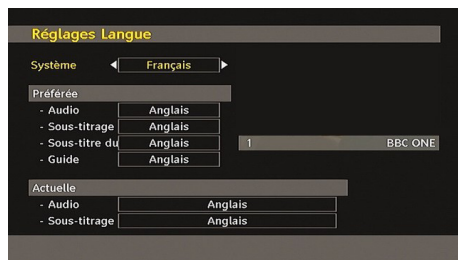 Réglages Langue
Système Français
Préférée
- Audio Anglais
- Sous-titrage Anglais
- Sous-titre du Anglais
1 BBC ONE
- Guide Anglais
Actuelle
- Audio Anglais
- Sous-titrage Anglais